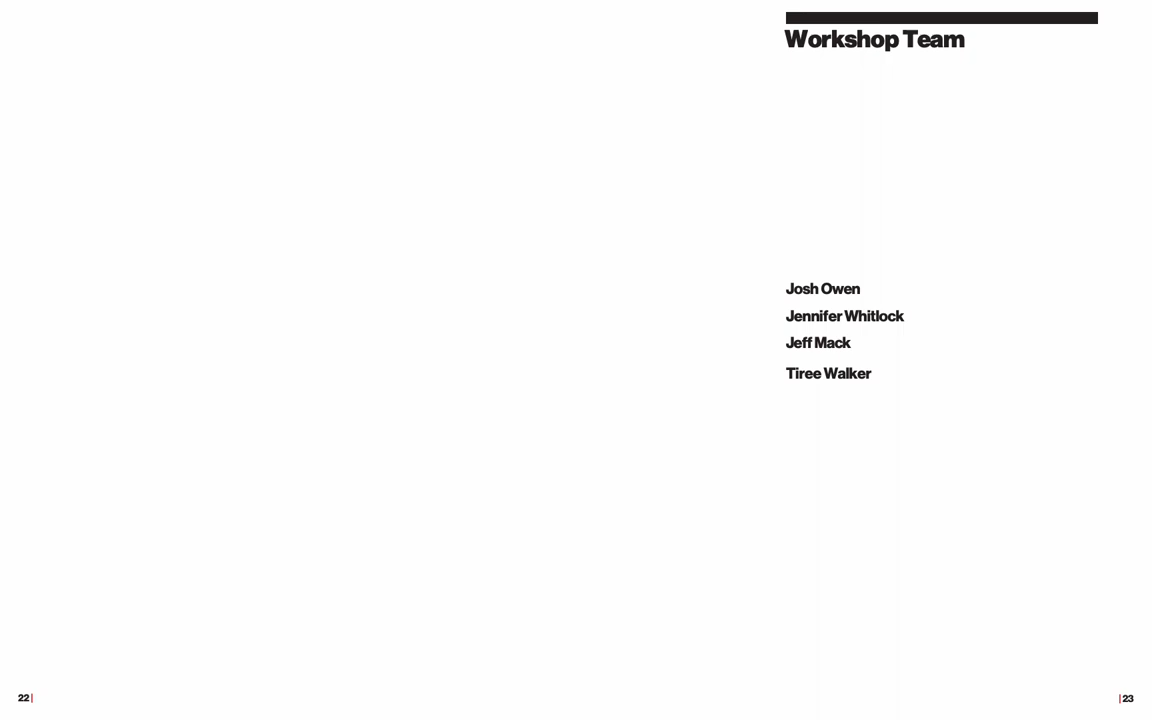 Workshop Team
Josh Owen
Jennifer Whitlock
Jeff Mack
Tiree Walker
22 |
| 23